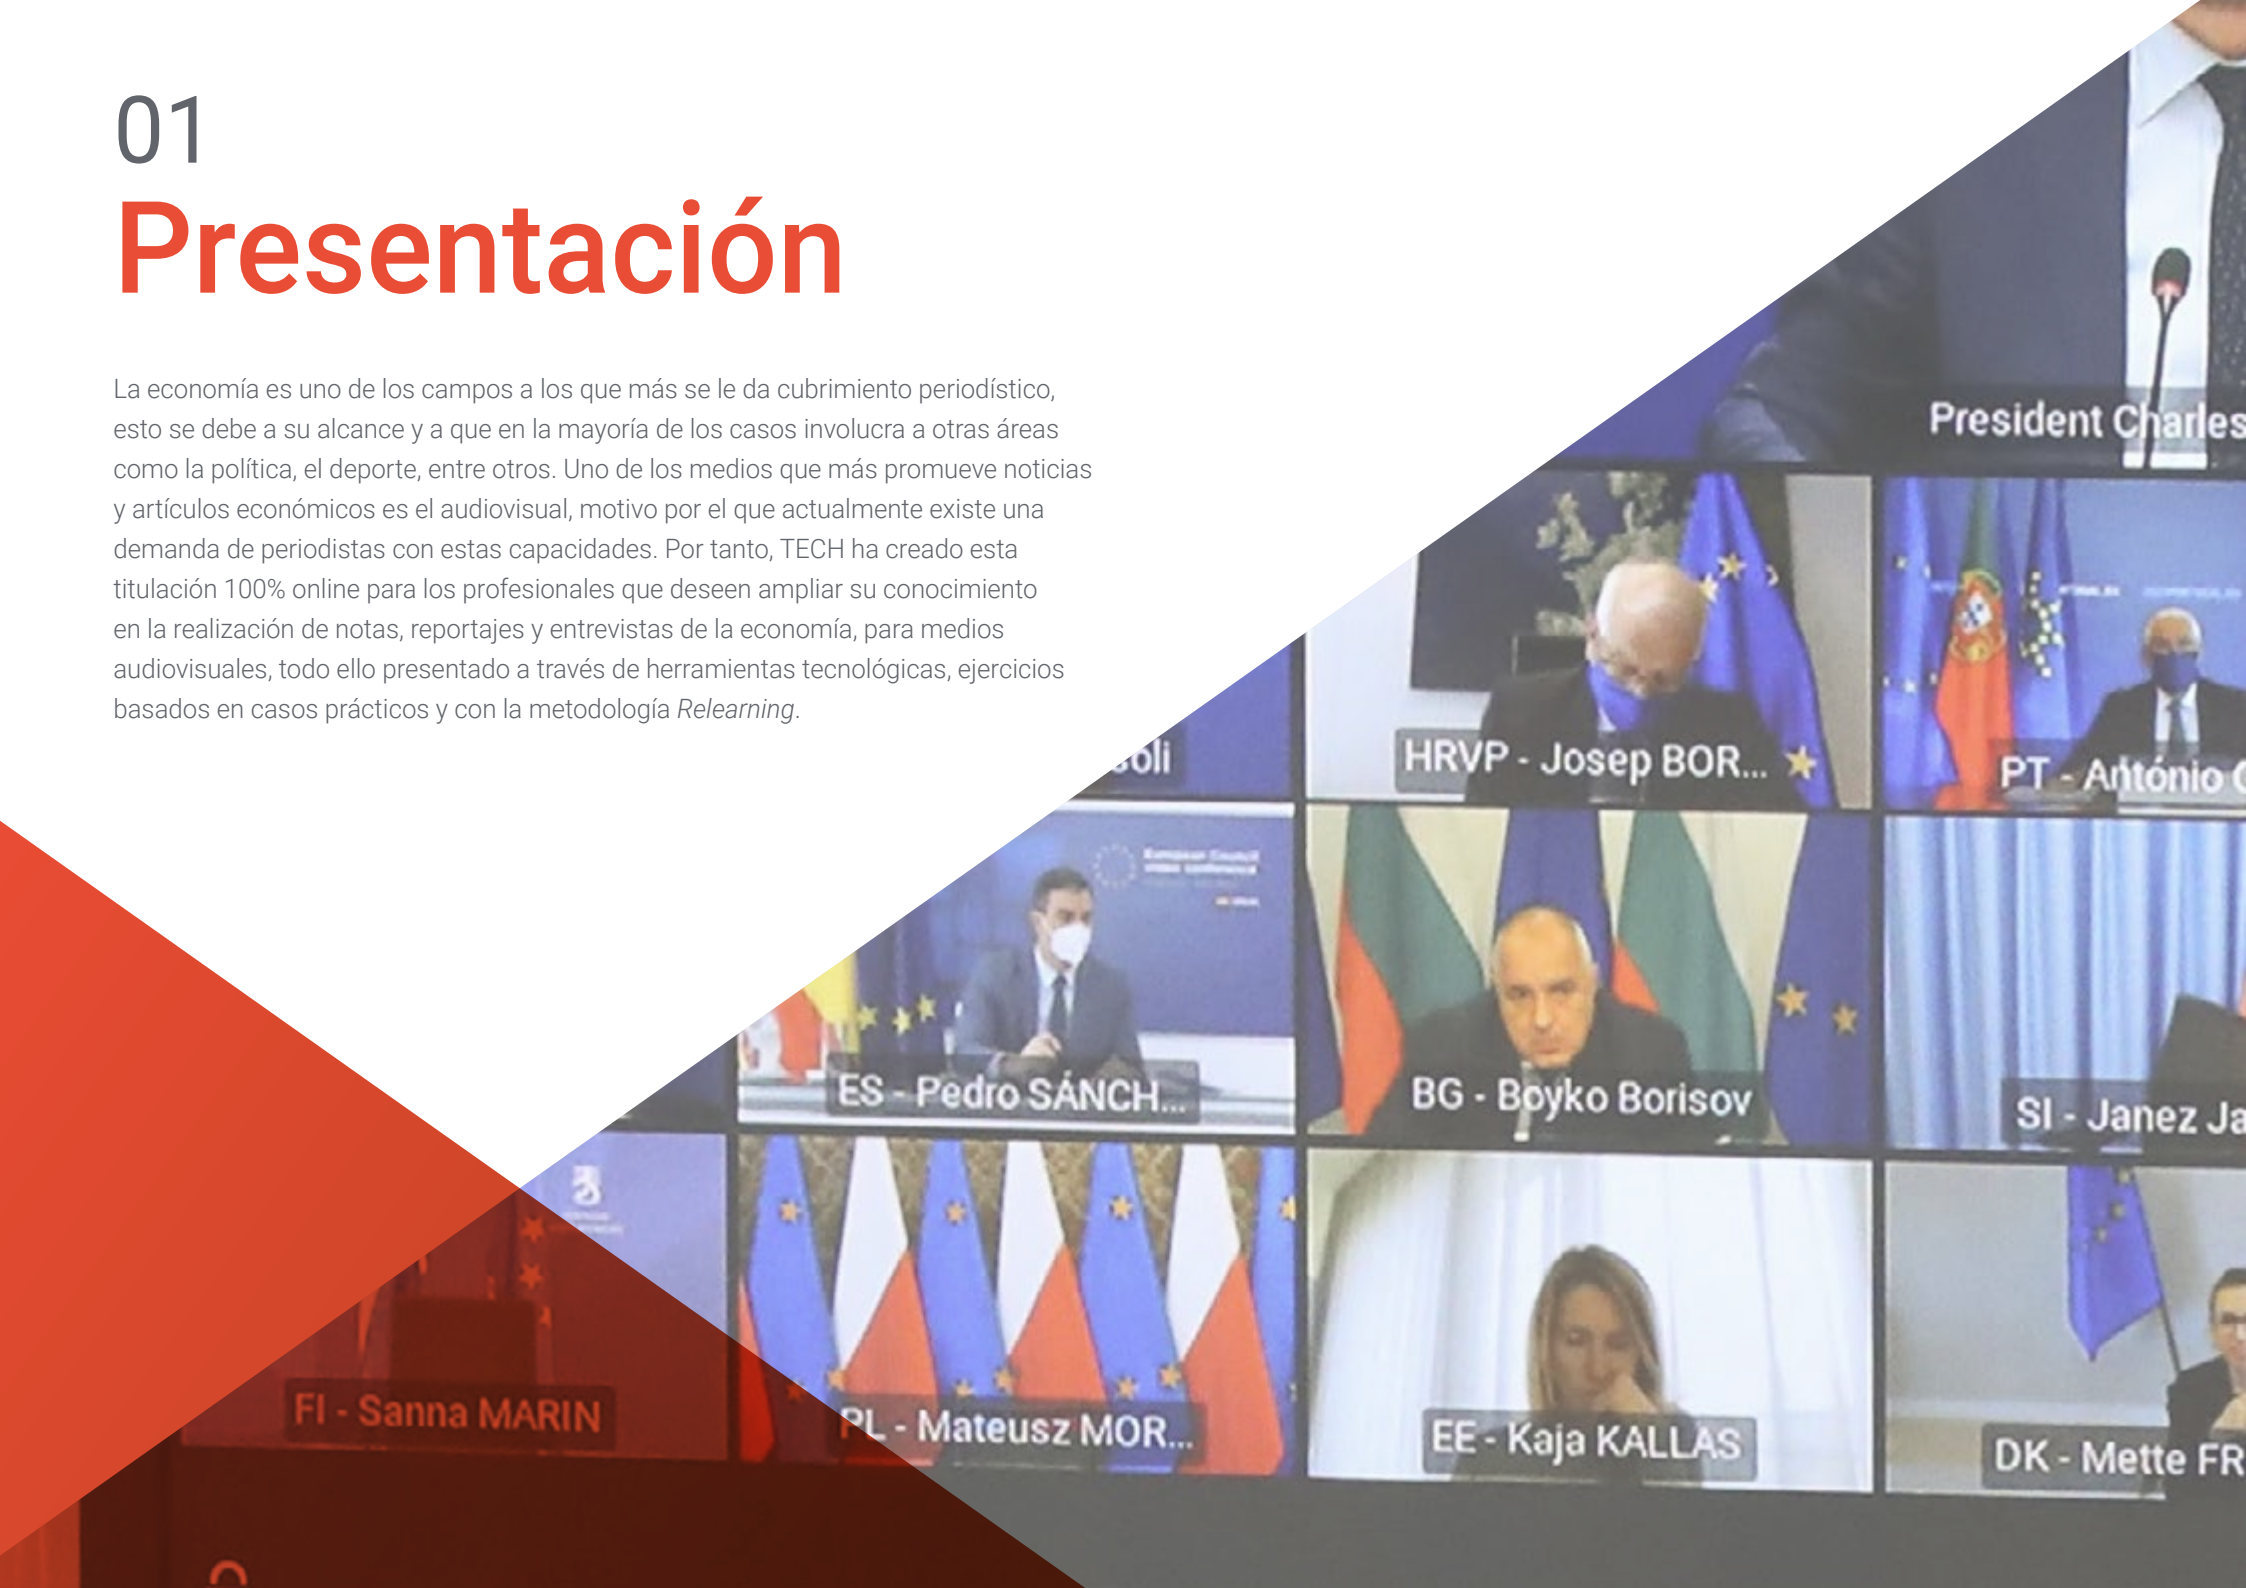 01
Presentación
La economía es uno de los campos a los que más se le da cubrimiento periodístico,
esto se debe a su alcance y a que en la mayoría de los casos involucra a otras áreas
como la política, el deporte, entre otros. Uno de los medios que más promueve noticias
y artículos económicos es el audiovisual, motivo por el que actualmente existe una
demanda de periodistas con estas capacidades. Por tanto, TECH ha creado esta
titulación 100% online para los profesionales que deseen ampliar su conocimiento
en la realización de notas, reportajes y entrevistas de la economía, para medios
audiovisuales, todo ello presentado a través de herramientas tecnológicas, ejercicios
basados en casos prácticos y con la metodología Relearning.
President Charles
oli
HRVP - Josep BOR...
PT - António C
European Council
video conference
ES - Pedro SÁNCH...
BG - Boyko Borisov
SI - Janez Ja
FI - Sanna MARIN
PL - Mateusz MOR...
EE - Kaja KALLAS
DK - Mette FR